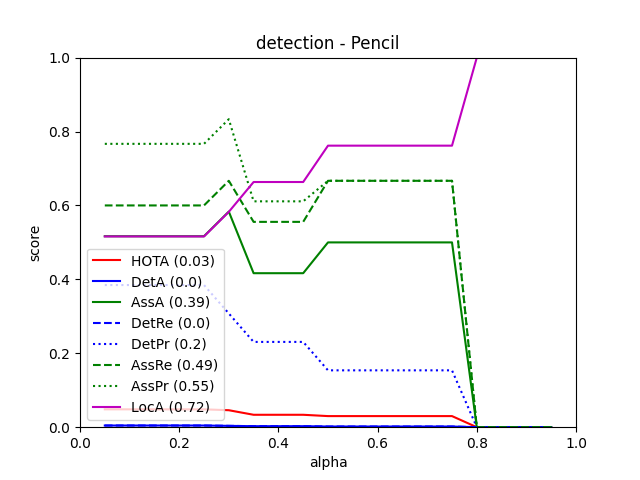 detection - Pencil
score
1.0
0.8
0.6
0.4
0.2
0.0
HOTA (0.03)
DetA (0.0)
AssA (0.39)
DetRe (0.0)
DetPr (0.2)
AssRe (0.49)
AssPr (0.55)
LocA (0.72)
0.0 0.2 0.4 0.6 0.8 1.0
alpha